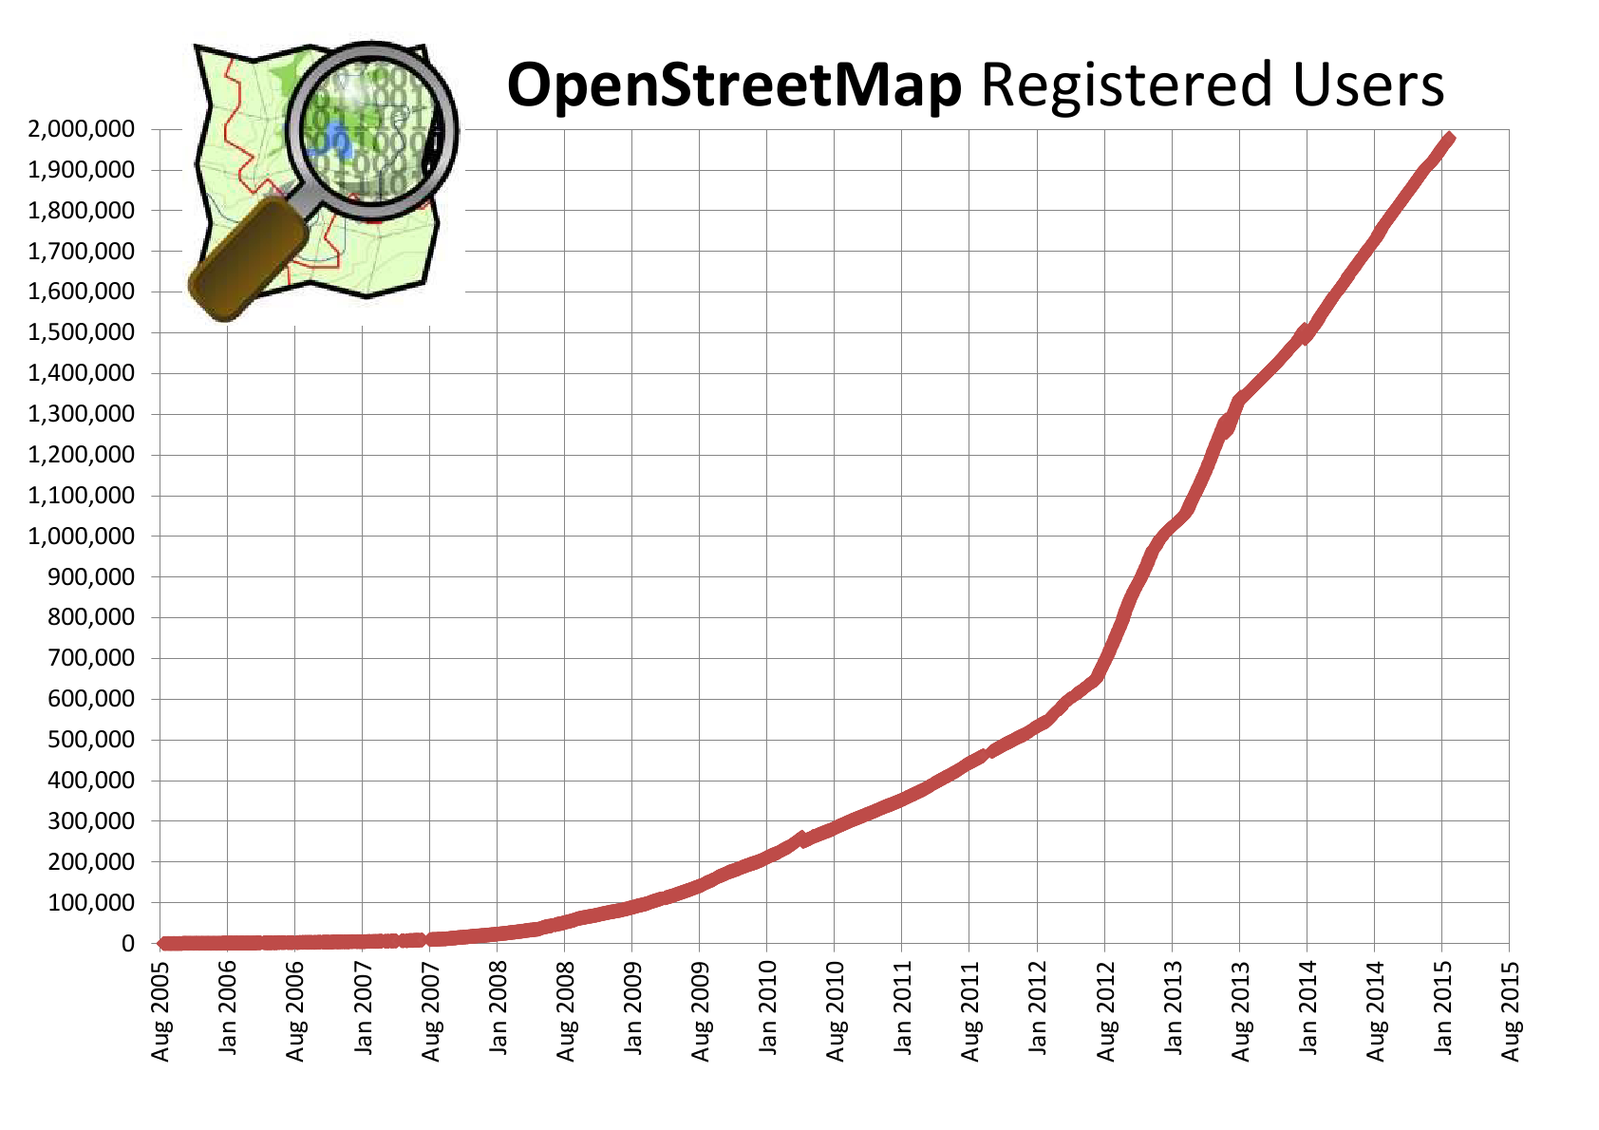 OpenStreetMap Registered Users
2,000,000
1,900,000
1,800,000
1,700,000
1,600,000
1,500,000
1,400,000
1,300,000
1,200,000
1,100,000
1,000,000
900,000
800,000
700,000
600,000
500,000
400,000
300,000
200,000
100,000
0
Aug 2005
Jan 2006
Aug 2006
Jan 2007
Aug 2007
Jan 2008
Aug 2008
Jan 2009
Aug 2009
Jan 2010
Aug 2010
Jan 2011
Aug 2011
Jan 2012
Aug 2012
Jan 2013
Aug 2013
Jan 2014
Aug 2014
Jan 2015
Aug 2015